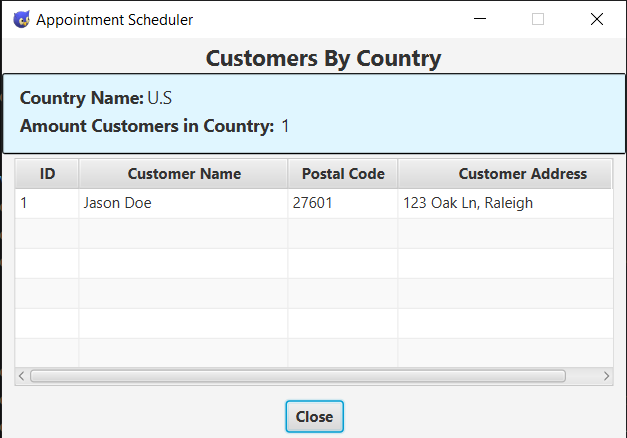 Appointment Scheduler
Customers By Country
Country Name: U.S
Amount Customers in Country: 1
ID Customer Name Postal Code Customer Address
1 Jason Doe 27601 123 Oak Ln, Raleigh
Close